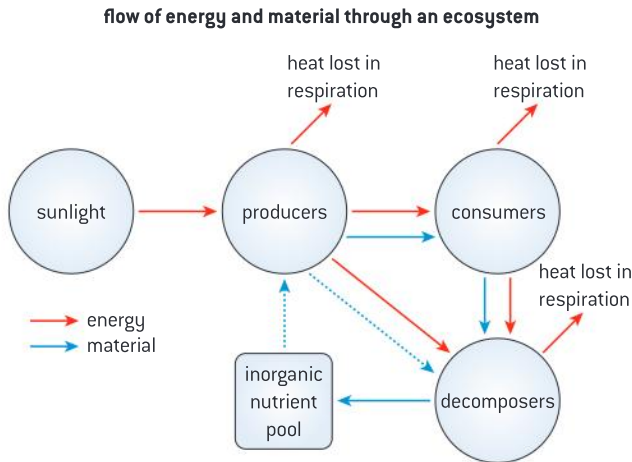 flow of energy and material through an ecosystem
heat lost in
respiration
heat lost in
respiration
sunlight
producers
consumers
heat lost in
respiration
energy
material
inorganic
nutrient
pool
decomposers